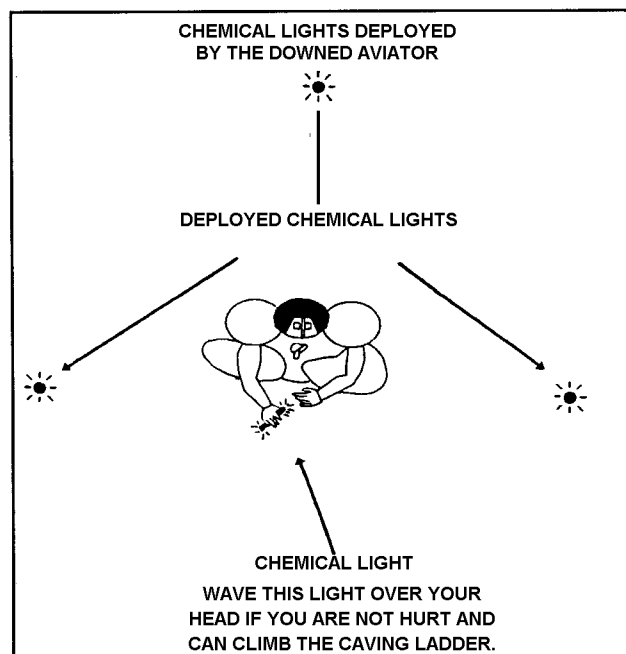 CHEMICAL LIGHTS DEPLOYED
BY THE DOWNED AVIATOR
DEPLOYED CHEMICAL LIGHTS
CHEMICAL LIGHT
WAVE THIS LIGHT OVER YOUR
HEAD IF YOU ARE NOT HURT AND
CAN CLIMB THE CAVING LADDER.